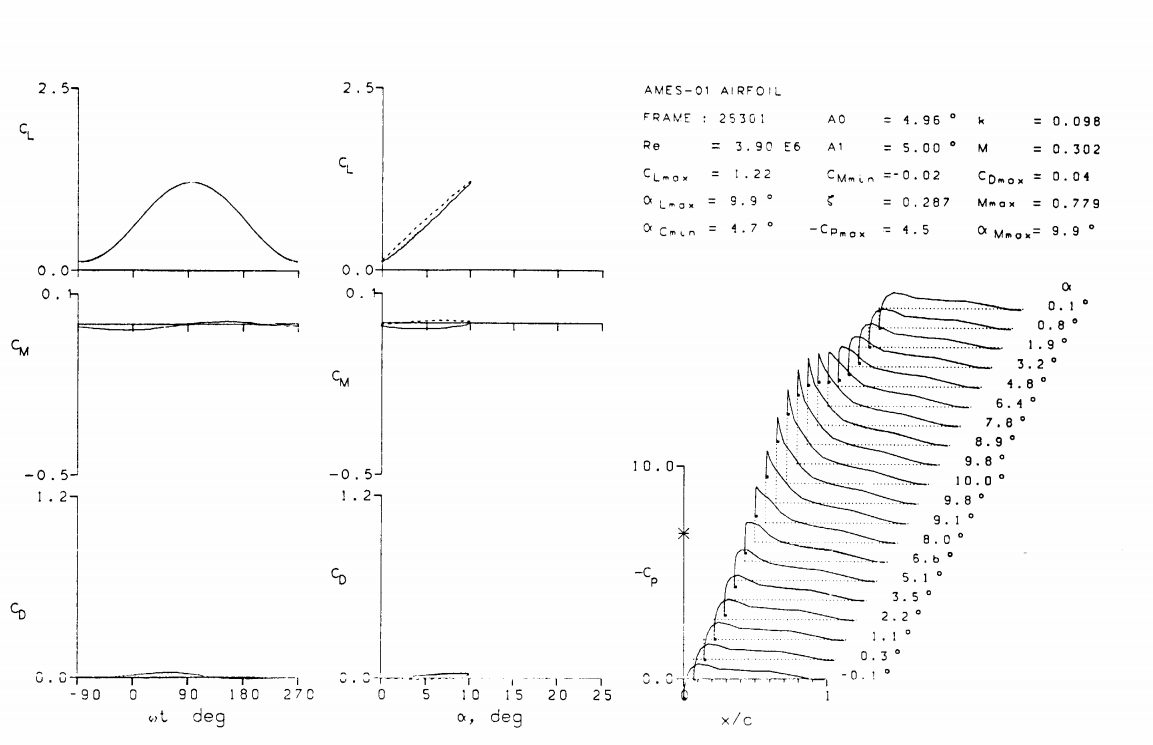 AMES-01 AIRFOIL
FRAME : 25301 A0 = 4.96 ° k = 0.098
Re = 3.90 E6 A1 = 5.00 ° M = 0.302
CLmax = 1.22 CMmin =-0.02 CDmax = 0.04
αLmax = 9.9 ° ζ = 0.287 Mmax = 0.779
αCmin = 4.7 ° -Cpmax = 4.5 αMmax= 9.9 °
2.5
CL
0.0
0.1
CM
-0.5
1.2
CD
0.0
-90 0 90 180 270
ωt deg
2.5
CL
0.0
0.1
CM
-0.5
1.2
CD
0.0
0 5 10 15 20 25
α, deg
α
0.1 °
0.8 °
1.9 °
3.2 °
4.8 °
6.4 °
7.8 °
8.9 °
9.8 °
10.0 °
9.8 °
9.1 °
8.0 °
6.6 °
5.1 °
3.5 °
2.2 °
1.1 °
0.3 °
-0.1 °
10.0
-Cp
0.0
0 1
x/c